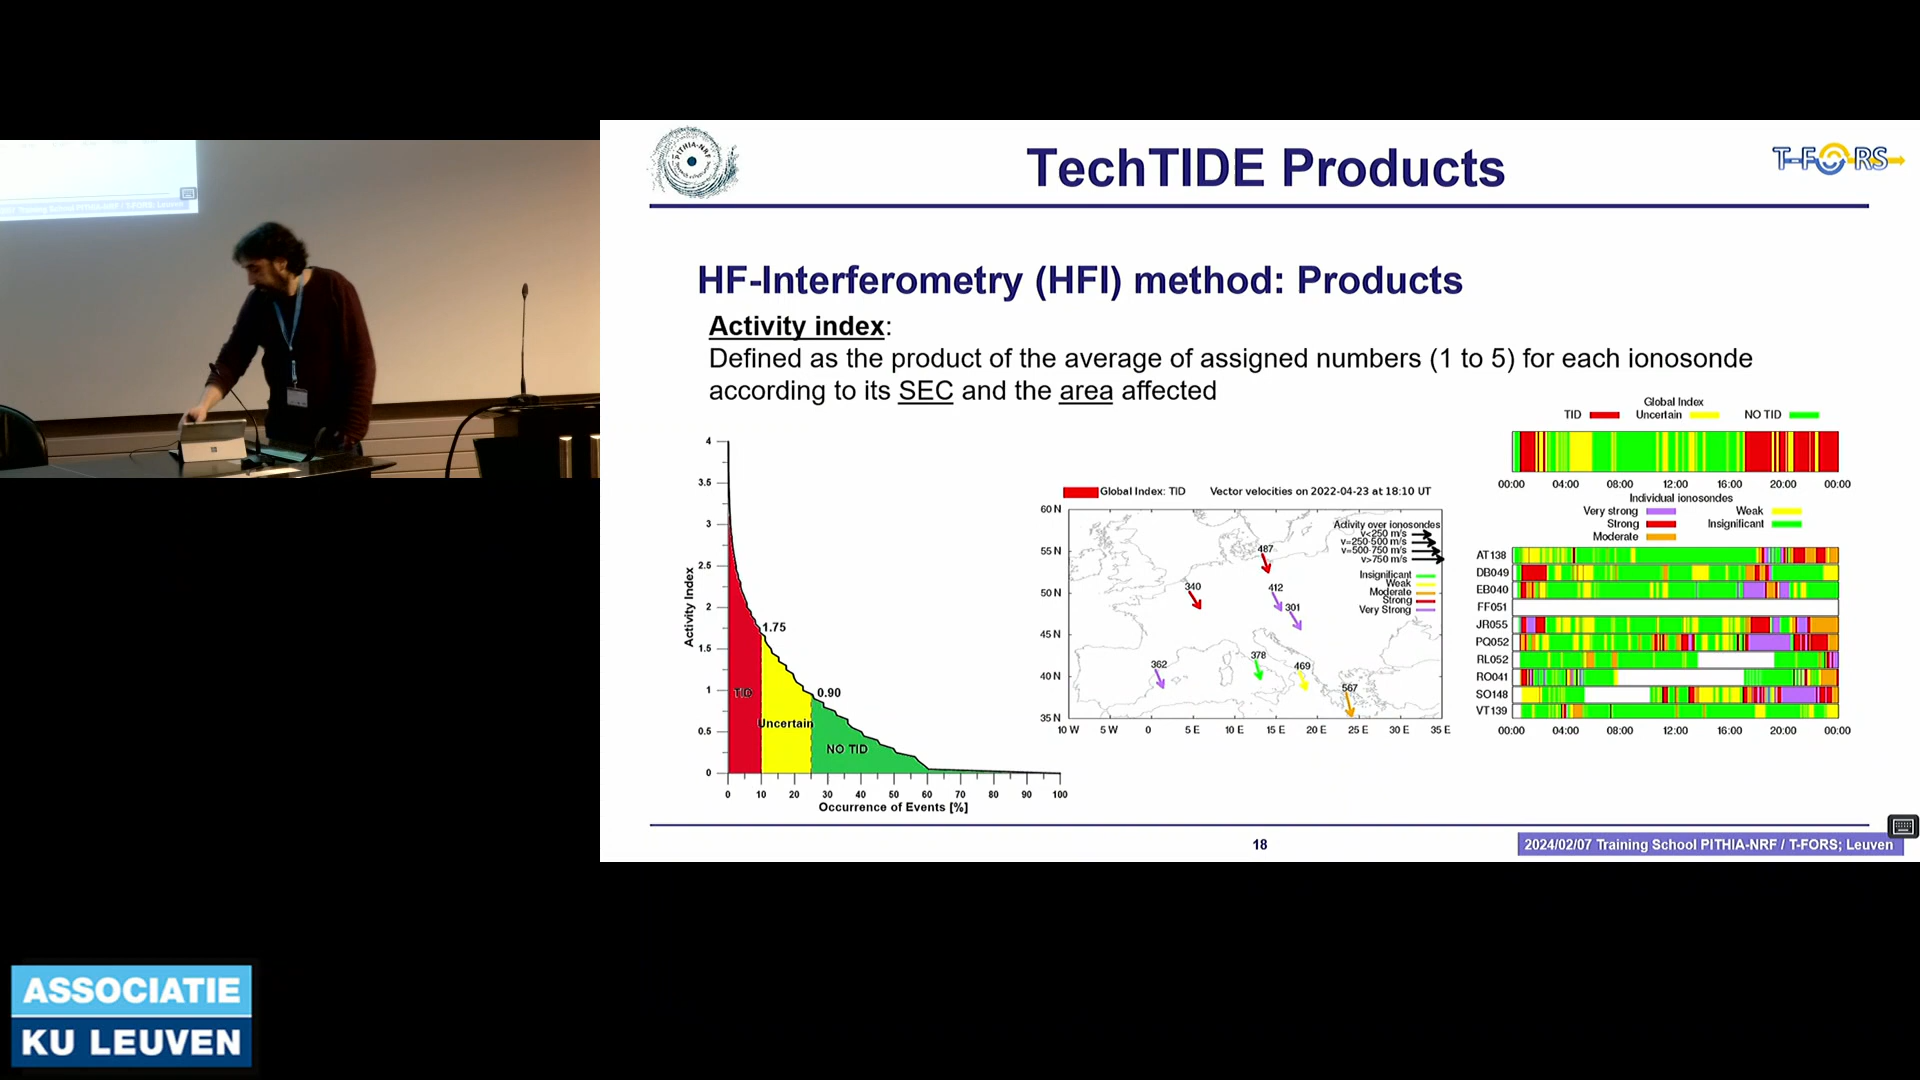 TechTIDE Products
PITHIA-NRF
T-FORS
HF-Interferometry (HFI) method: Products
Activity index:
Defined as the product of the average of assigned numbers (1 to 5) for each ionosonde
according to its SEC and the area affected
4
3.5
3
2.5
2
1.5
1
0.5
0
Activity Index
1.75
0.90
TID
Uncertain
NO TID
0 10 20 30 40 50 60 70 80 90 100
Occurrence of Events [%]
Global Index: TID Vector velocities on 2022-04-23 at 18:10 UT
60 N
55 N
50 N
45 N
40 N
35 N
10 W 5 W 0 5 E 10 E 15 E 20 E 25 E 30 E 35 E
Activity over ionosondes
v<250 m/s
v=250-500 m/s
v=500-750 m/s
v>750 m/s
Insignificant
Weak
Moderate
Strong
Very Strong
487
340
412
301
362
378
469
567
Global Index
TID Uncertain NO TID
00:00 04:00 08:00 12:00 16:00 20:00 00:00
Individual ionosondes
Very strong Weak
Strong Insignificant
Moderate
AT138
DB049
EB040
FF051
JR055
PQ052
RL052
RO041
SO148
VT139
00:00 04:00 08:00 12:00 16:00 20:00 00:00
18
2024/02/07 Training School PITHIA-NRF / T-FORS; Leuven
ASSOCIATIE
KU LEUVEN